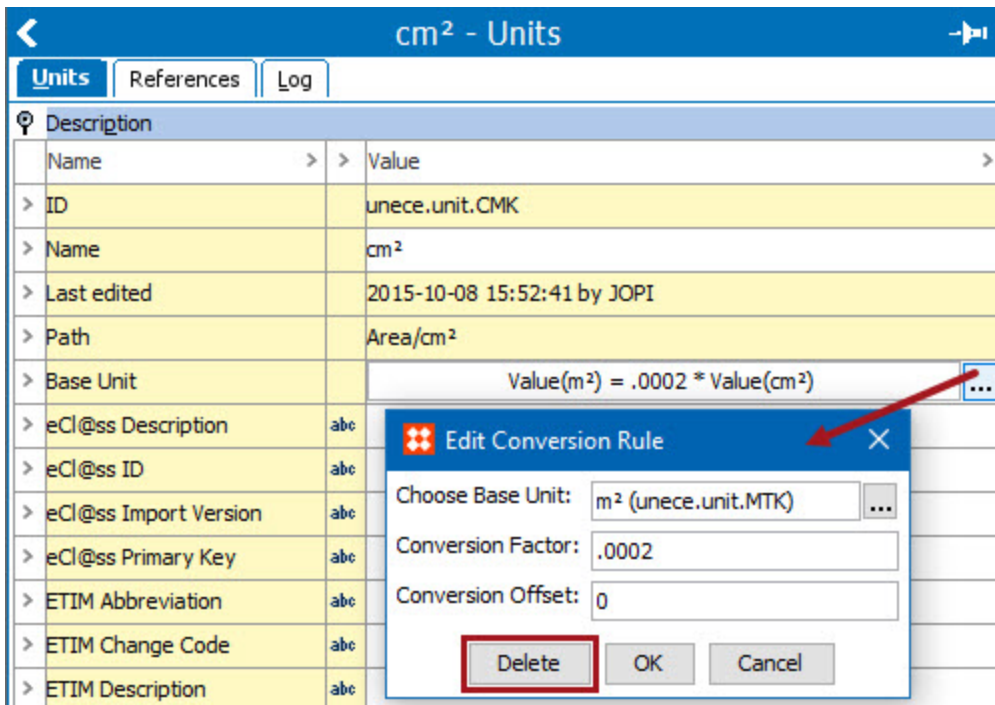 cm² - Units
Units References Log
Description
Name > > Value >
> ID unece.unit.CMK
> Name cm²
> Last edited 2015-10-08 15:52:41 by JOPI
> Path Area/cm²
> Base Unit Value(m²) = .0002 * Value(cm²) ...
> eCl@ss Description abc
> eCl@ss ID abc
> eCl@ss Import Version abc
> eCl@ss Primary Key abc
> ETIM Abbreviation abc
> ETIM Change Code abc
> ETIM Description abc
Edit Conversion Rule
Choose Base Unit: m² (unece.unit.MTK) ...
Conversion Factor: .0002
Conversion Offset: 0
Delete OK Cancel